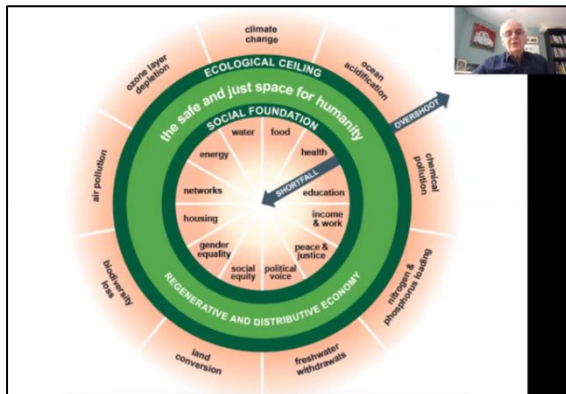 climate
change
ozone layer
depletion
ocean
acidification
ECOLOGICAL CEILING
the safe and just space for humanity
OVERSHOOT
SOCIAL FOUNDATION
water
food
energy
health
air pollution
chemical
pollution
SHORTFALL
networks
education
housing
income
& work
gender
equality
peace &
justice
social
equity
political
voice
biodiversity
loss
nitrogen &
phosphorus loading
REGENERATIVE AND DISTRIBUTIVE ECONOMY
land
conversion
freshwater
withdrawals